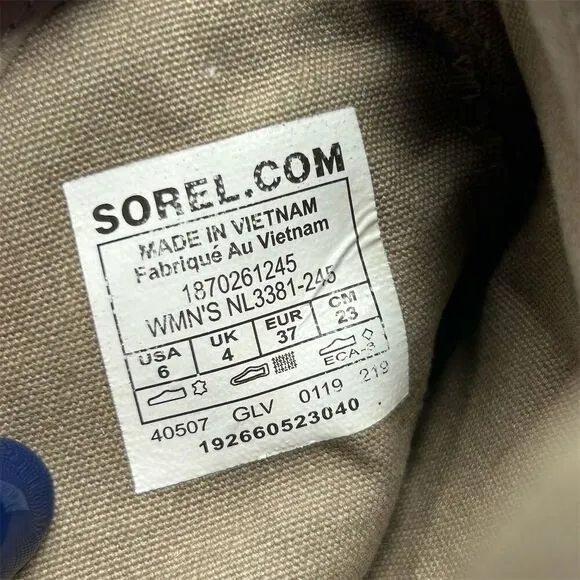 SOREL.COM
MADE IN VIETNAM
Fabriqué Au Vietnam
1870261245
WMN'S NL3381-245
USA UK EUR CM
6 4 37 23
ECA-3
40507 GLV 0119 219
192660523040